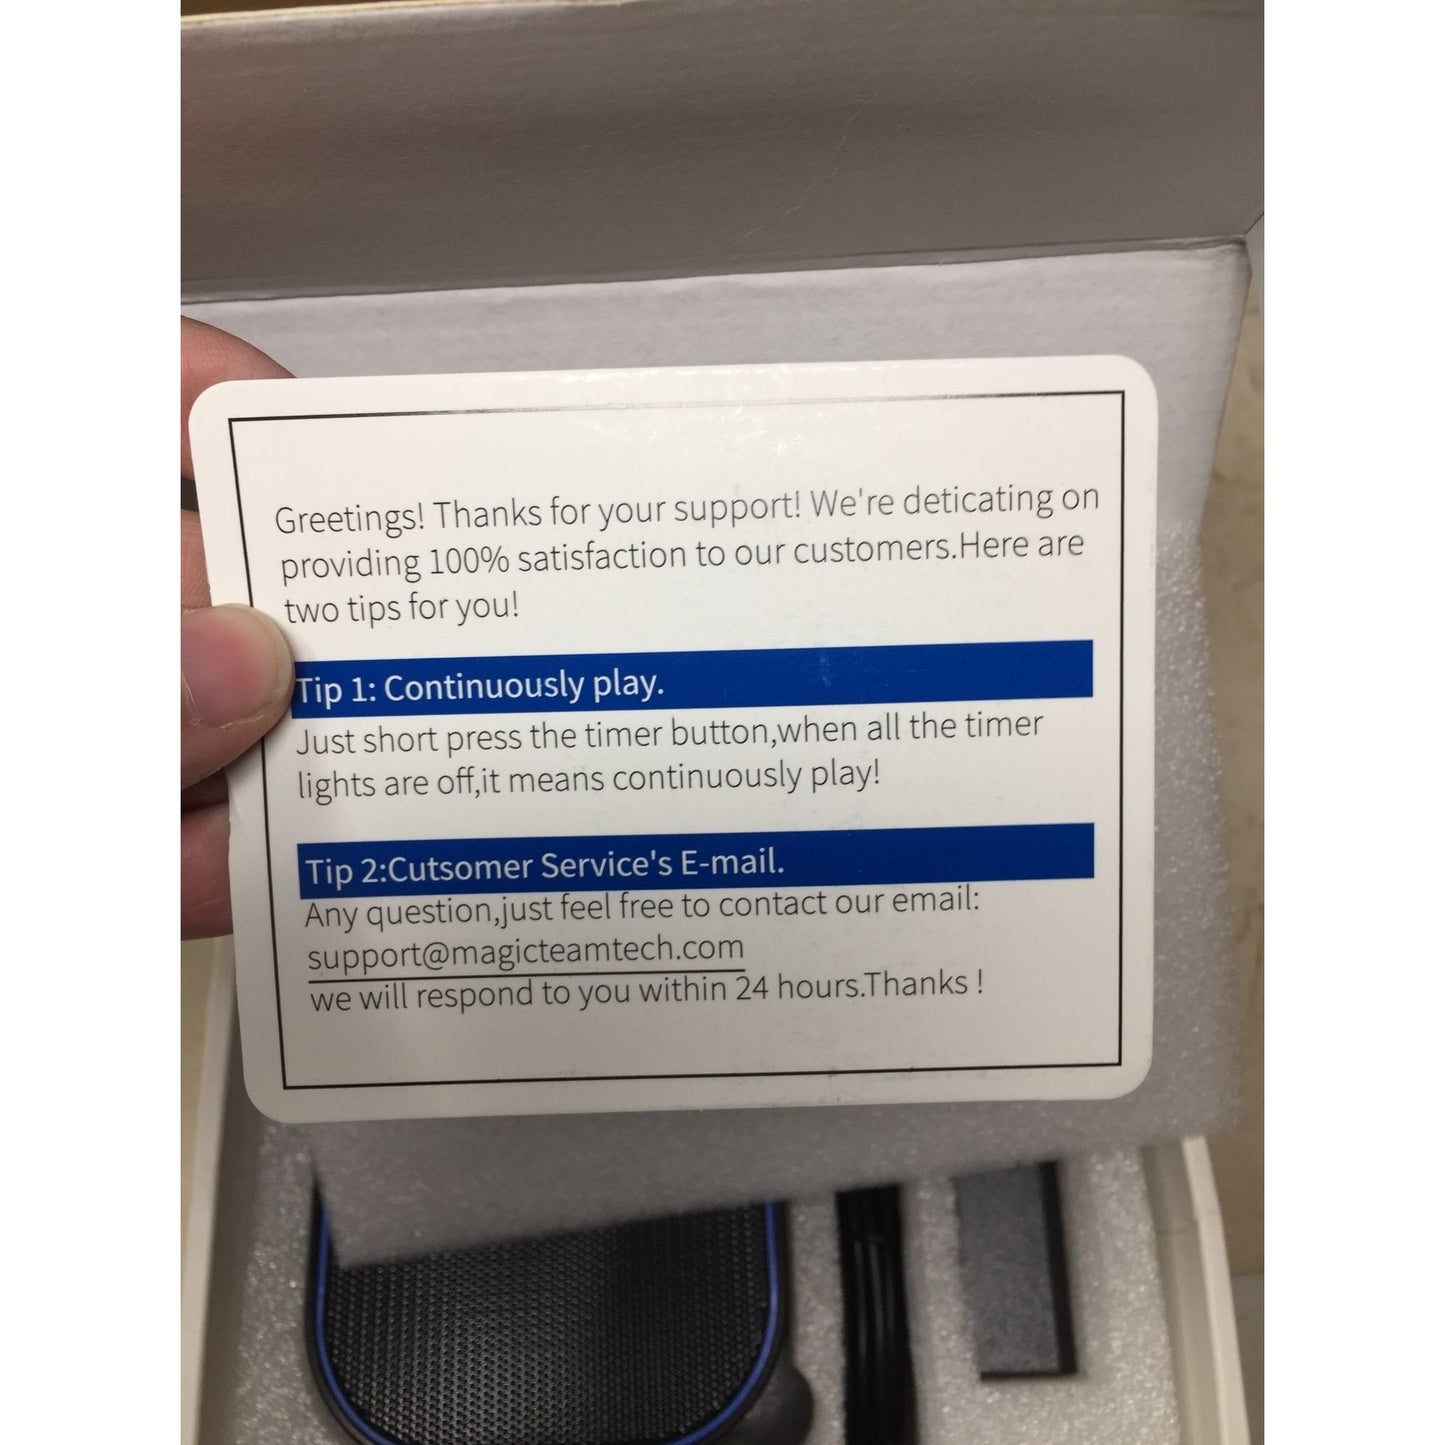 Greetings! Thanks for your support! We're deticating on
providing 100% satisfaction to our customers.Here are
two tips for you!
Tip 1: Continuously play.
Just short press the timer button,when all the timer
lights are off,it means continuously play!
Tip 2:Cutsomer Service's E-mail.
Any question,just feel free to contact our email:
support@magicteamtech.com
we will respond to you within 24 hours.Thanks !